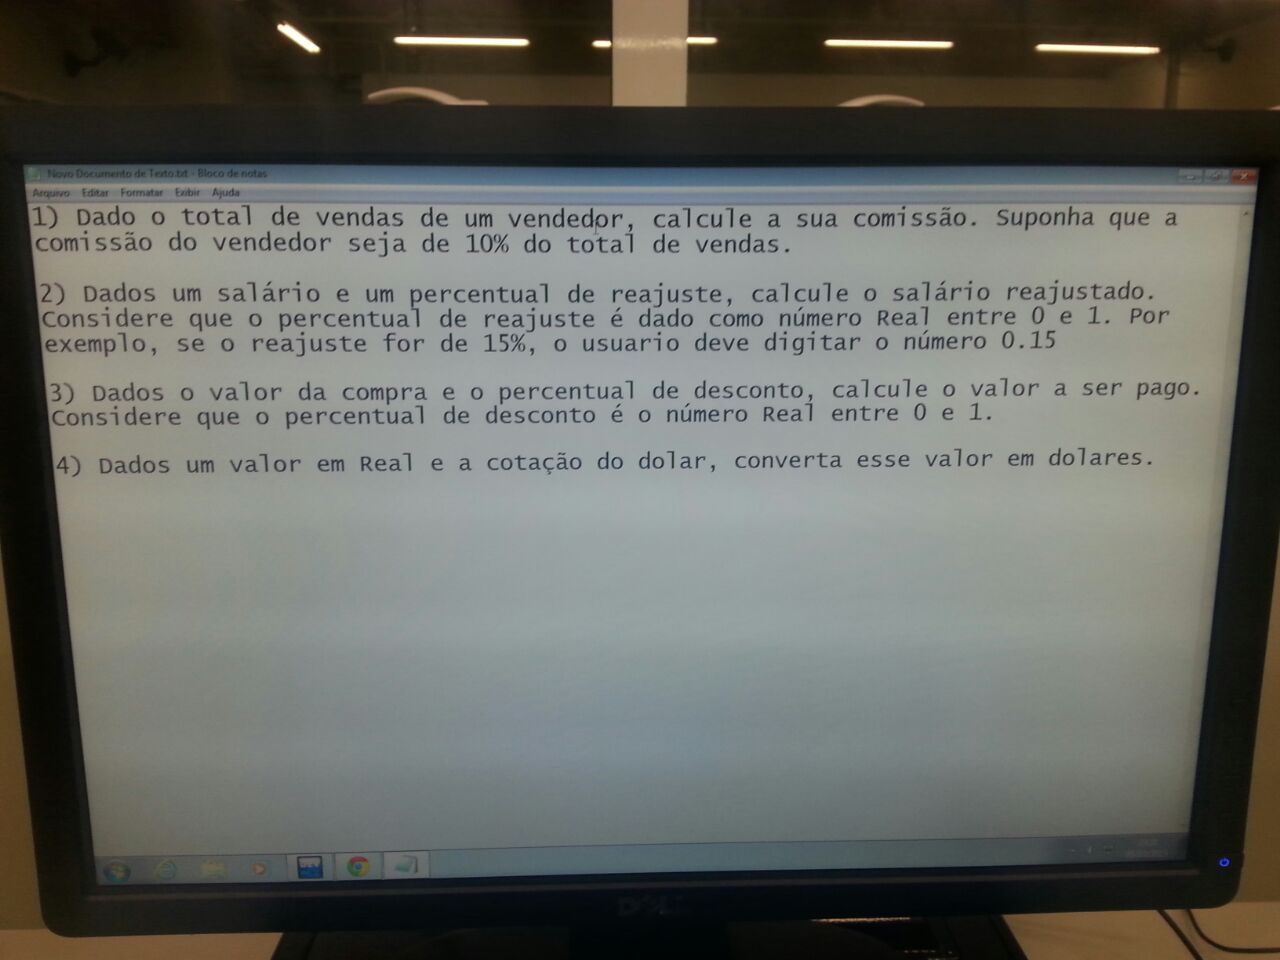 Novo Documento de Texto.txt - Bloco de notas
Arquivo Editar Formatar Exibir Ajuda
1) Dado o total de vendas de um vendedor, calcule a sua comissão. Suponha que a
comissão do vendedor seja de 10% do total de vendas.
2) Dados um salário e um percentual de reajuste, calcule o salário reajustado.
Considere que o percentual de reajuste é dado como número Real entre 0 e 1. Por
exemplo, se o reajuste for de 15%, o usuario deve digitar o número 0.15
3) Dados o valor da compra e o percentual de desconto, calcule o valor a ser pago.
Considere que o percentual de desconto é o número Real entre 0 e 1.
4) Dados um valor em Real e a cotação do dolar, converta esse valor em dolares.
DELL